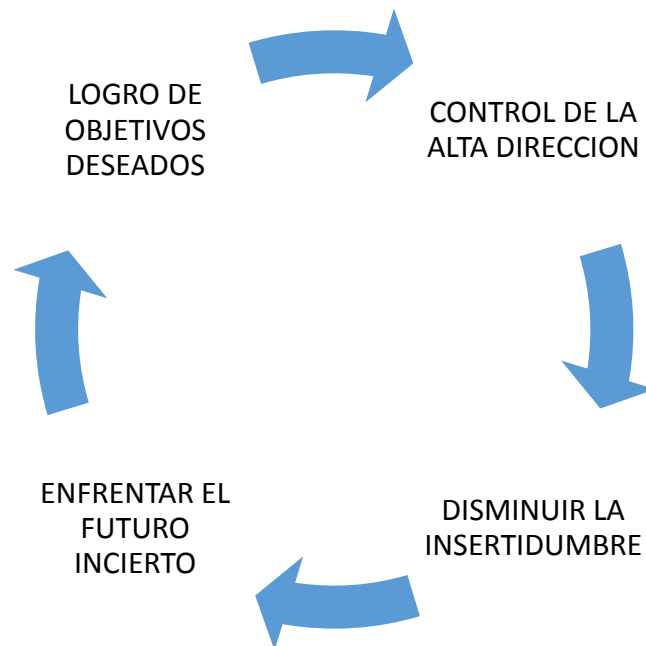 LOGRO DE
OBJETIVOS
DESEADOS
CONTROL DE LA
ALTA DIRECCION
DISMINUIR LA
INSERTIDUMBRE
ENFRENTAR EL
FUTURO
INCIERTO